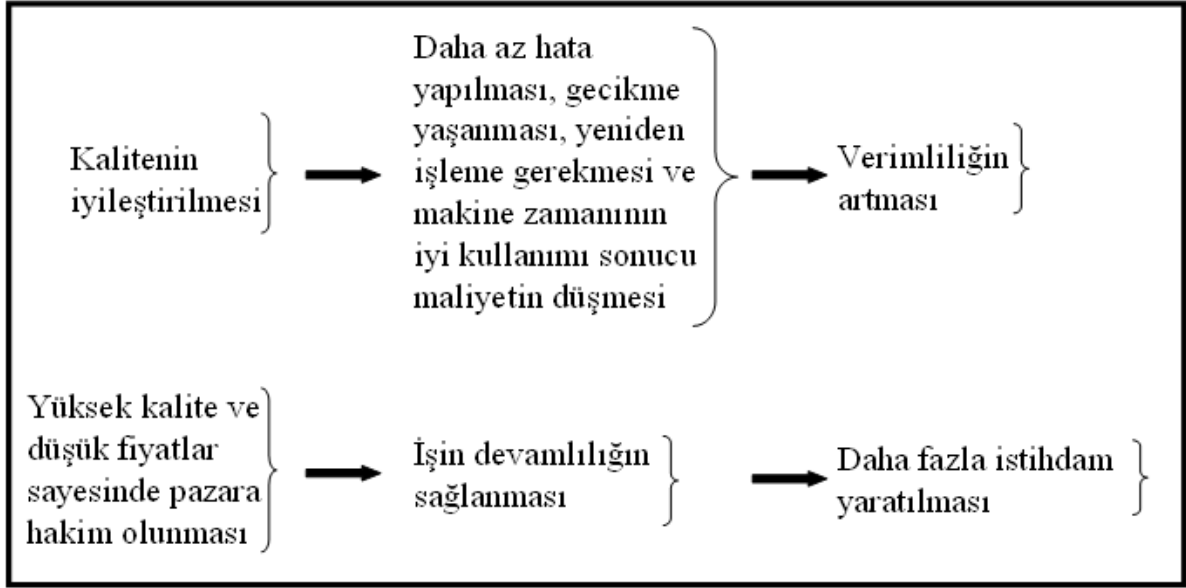 Kalitenin
iyileştirilmesi
Daha az hata
yapılması, gecikme
yaşanması, yeniden
işleme gerekmesi ve
makine zamanının
iyi kullanımı sonucu
maliyetin düşmesi
Verimliliğin
artması
Yüksek kalite ve
düşük fiyatlar
sayesinde pazara
hakim olunması
İşin devamlılığın
sağlanması
Daha fazla istihdam
yaratılması